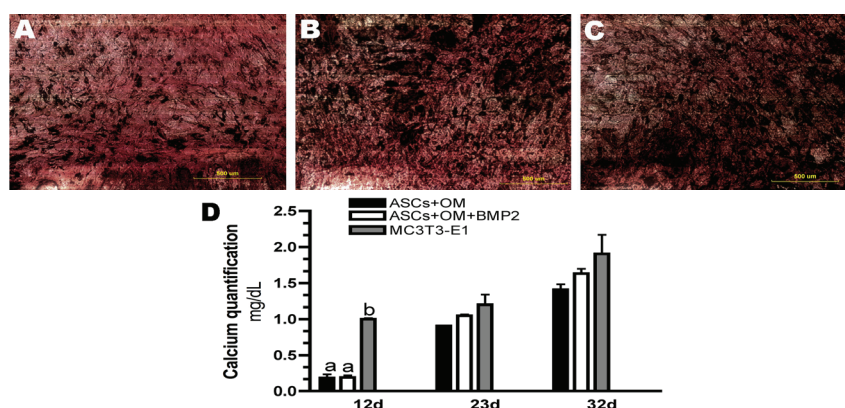 A
B
C
500 um
500 um
500 um
D
ASCs+OM
ASCs+OM+BMP2
MC3T3-E1
Calcium quantification
mg/dL
2.5
2.0
1.5
1.0
0.5
0.0
a
a
b
12d
23d
32d